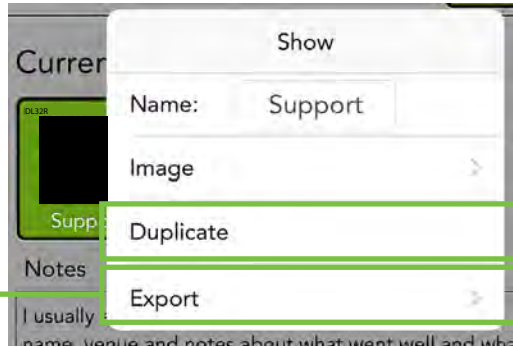 Show
Curren
Name: Support
DL32R
Image
Supp
Duplicate
Notes
Export
I usually
name, venue and notes about what went well and wha